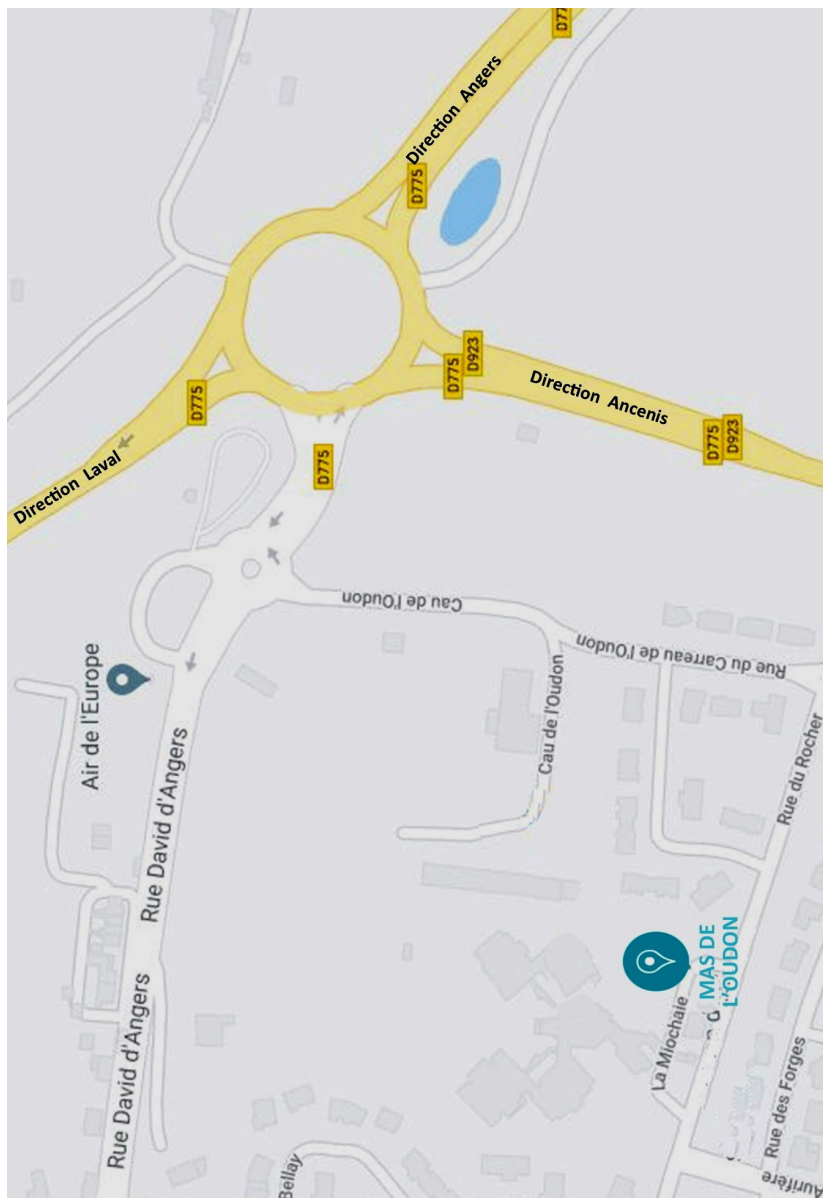 D77
Direction Angers
D775
D923
D775
D775
Direction Ancenis
D923
D775
Direction Laval
D775
Cau de l'Oudon
Rue du Carreau de l'Oudon
Air de l'Europe
Cau de l'Oudon
Rue David d'Angers
Rue du Rocher
MAS DE
L'OUDON
La Miochaie
Rue David d'Angers
Rue des Forges
Bellay
Aurifère